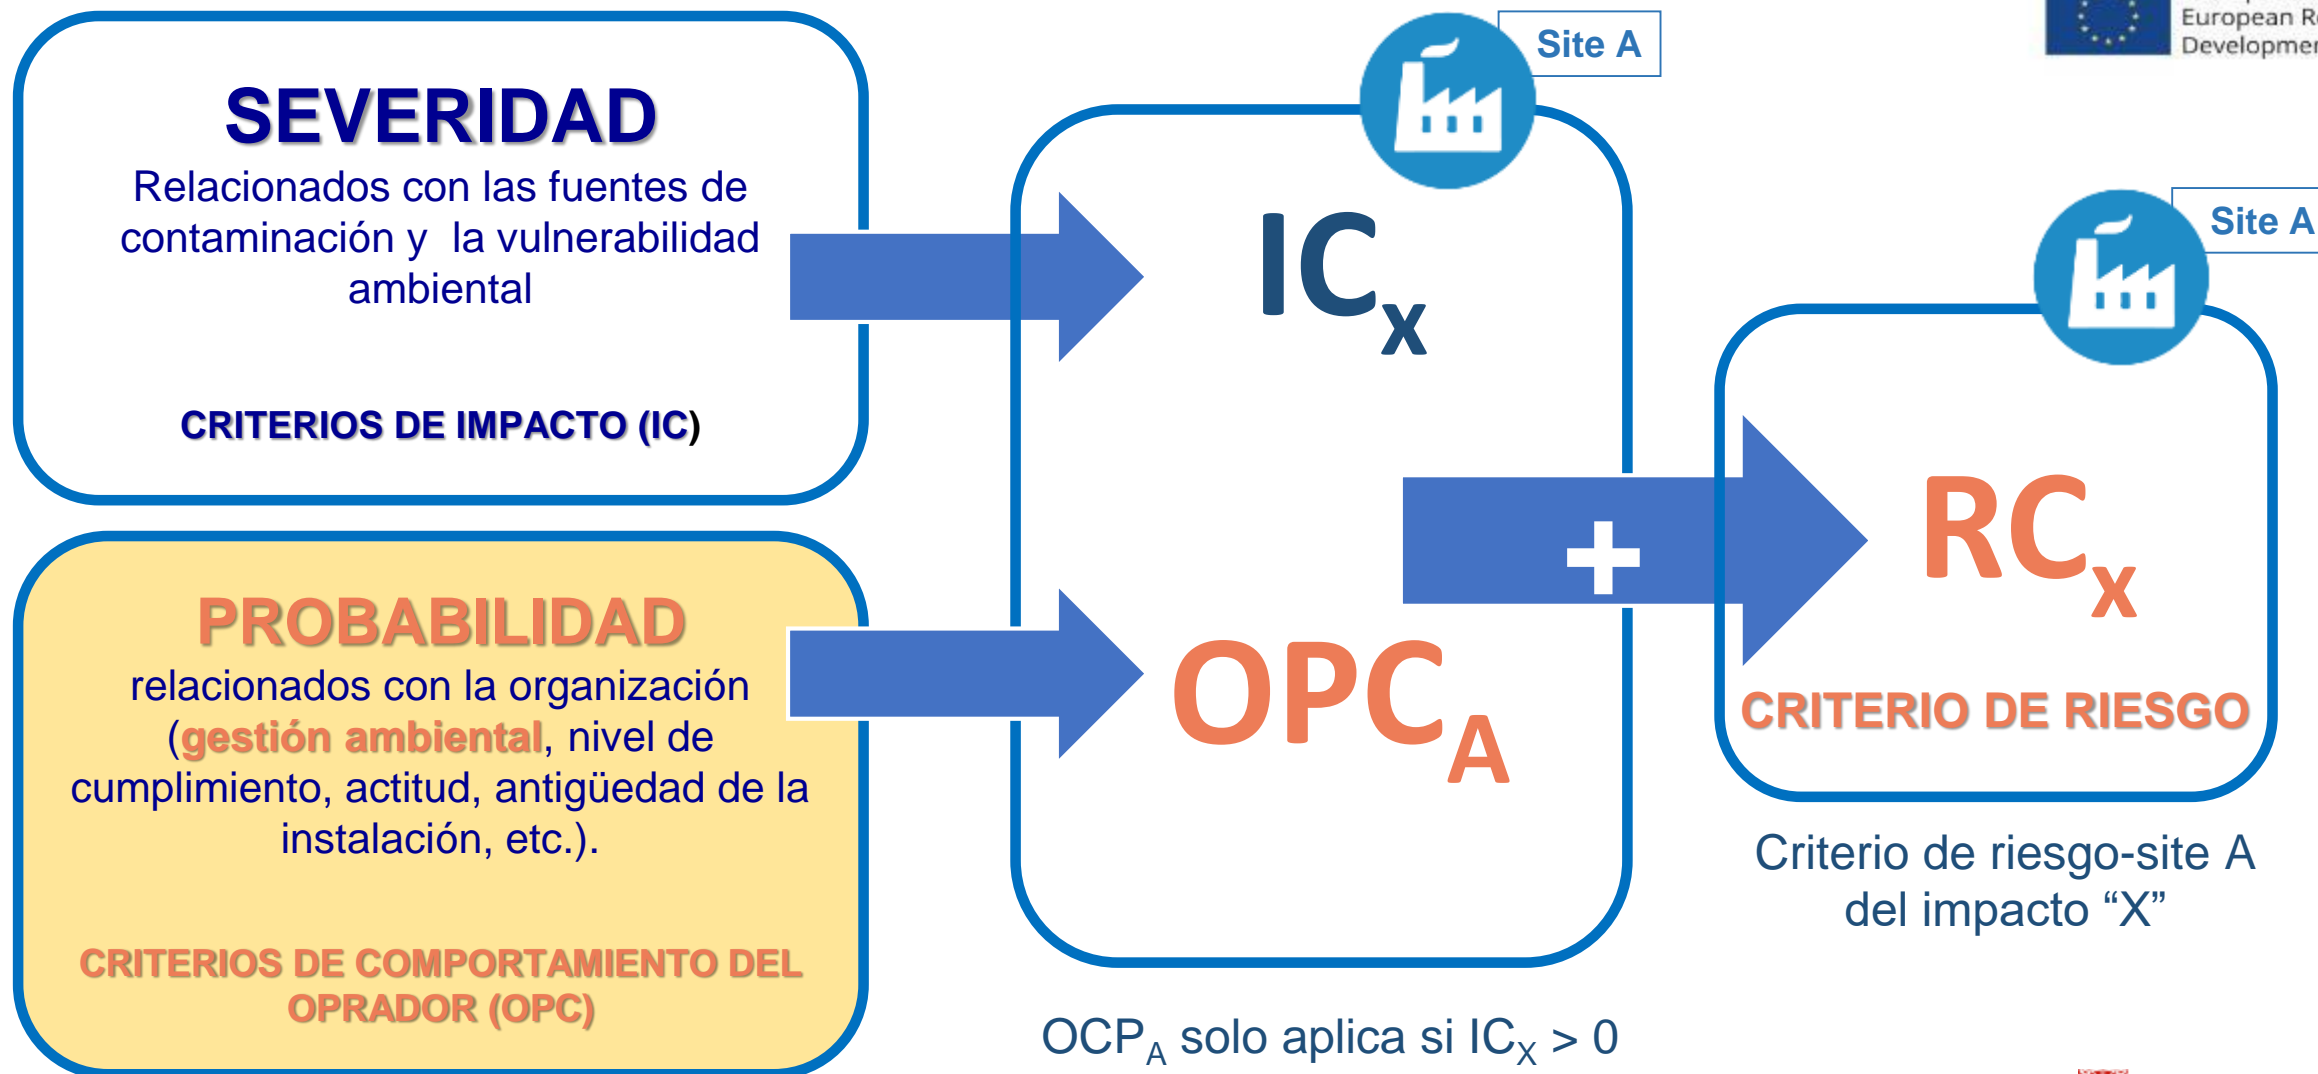 SEVERIDAD
Relacionados con las fuentes de
contaminación y la vulnerabilidad
ambiental
CRITERIOS DE IMPACTO (IC)
PROBABILIDAD
relacionados con la organización
(gestión ambiental, nivel de
cumplimiento, actitud, antigüedad de la
instalación, etc.).
CRITERIOS DE COMPORTAMIENTO DEL
OPRADOR (OPC)
Site A
ICx
OPCA
+
OCPA solo aplica si ICX > 0
European
Site A
RCx
CRITERIO DE RIESGO
Criterio de riesgo-site A
del impacto “X”